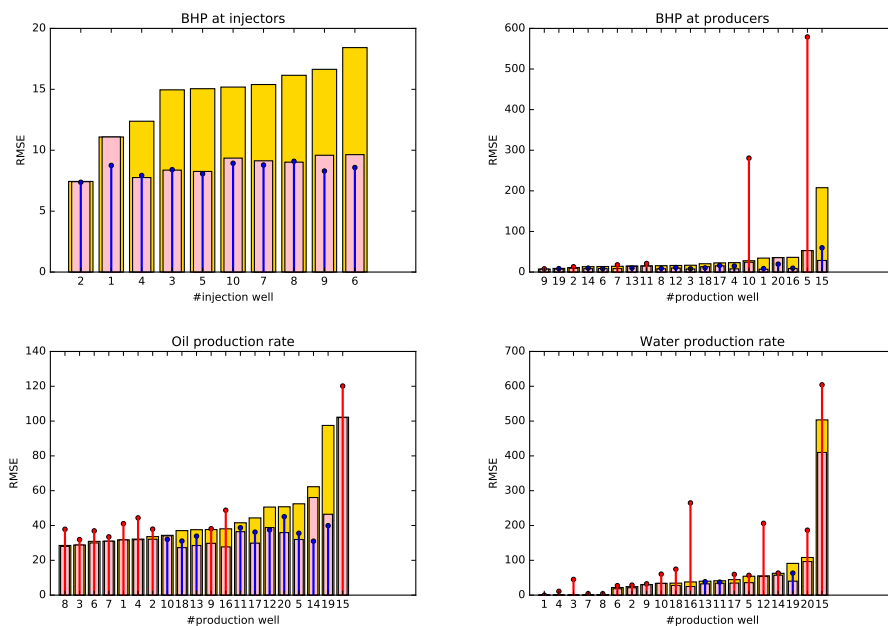 BHP at injectors
20
15
10
5
0
RMSE
2 1 4 3 5 10 7 8 9 6
#injection well
BHP at producers
600
500
400
300
200
100
0
RMSE
9 19 2 14 6 7 13 11 8 12 3 18 17 4 10 1 20 16 5 15
#production well
Oil production rate
140
120
100
80
60
40
20
0
RMSE
8 3 6 7 1 4 2 10 18 13 9 16 11 17 12 20 5 14 19 15
#production well
Water production rate
700
600
500
400
300
200
100
0
RMSE
1 4 3 7 8 6 2 9 10 18 16 13 11 17 5 12 14 19 20 15
#production well